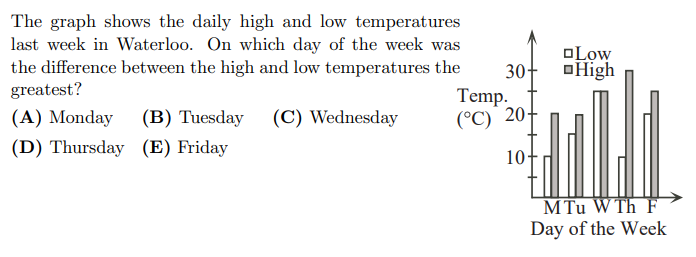 The graph shows the daily high and low temperatures
last week in Waterloo. On which day of the week was
the difference between the high and low temperatures the
greatest?
(A) Monday (B) Tuesday (C) Wednesday
(D) Thursday (E) Friday
Low
High
30
Temp.
(°C) 20
10
M Tu W Th F
Day of the Week